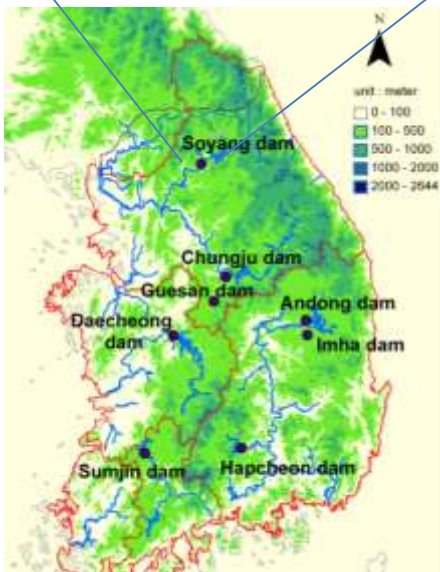 N
unit : meter
0 - 100
100 - 500
500 - 1000
1000 - 2000
2000 - 2644
Soyang dam
Chungju dam
Guesan dam
Andong dam
Daecheong
dam
Imha dam
Sumjin dam
Hapcheon dam